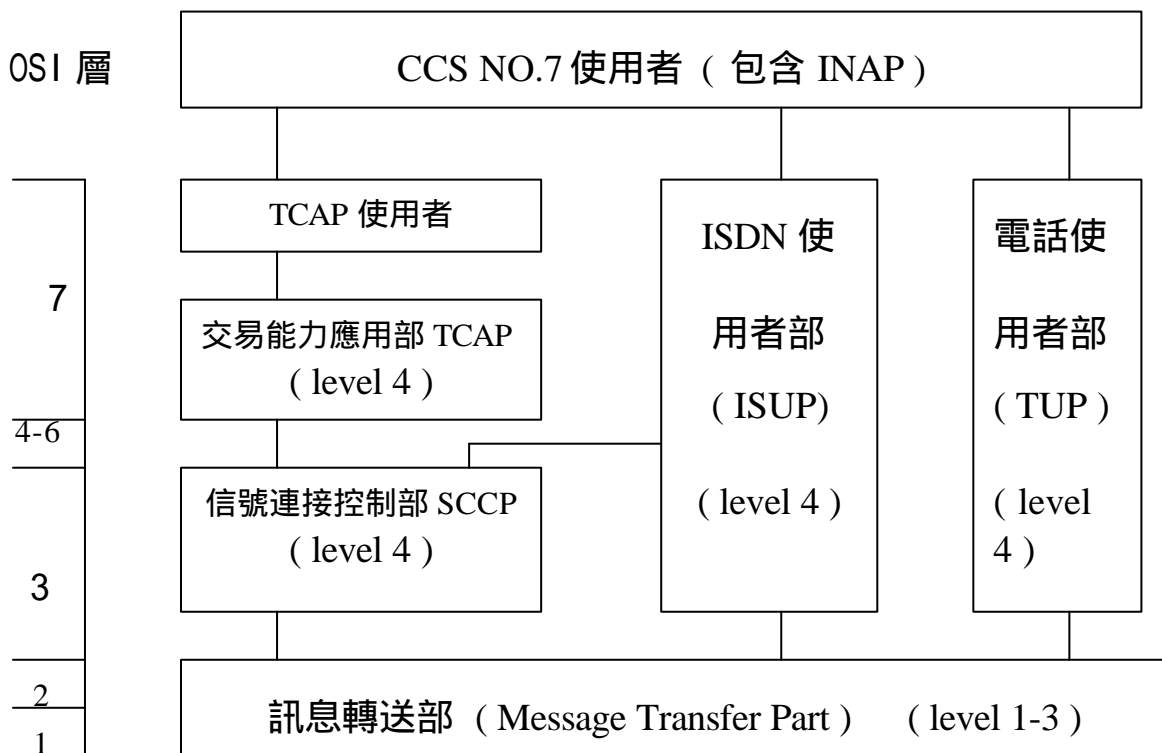 OSI 層
CCS NO.7 使用者 ( 包含 INAP )
7
4-6
3
2
1
TCAP 使用者
交易能力應用部 TCAP
( level 4 )
信號連接控制部 SCCP
( level 4 )
ISDN 使
用者部
( ISUP)
( level 4 )
電話使
用者部
( TUP )
( level
4 )
訊息轉送部 ( Message Transfer Part ) ( level 1-3 )